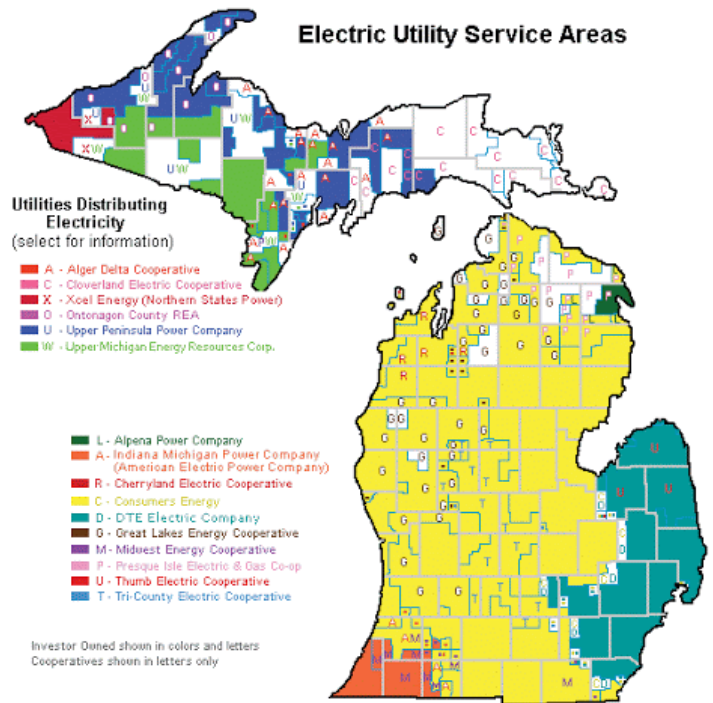 Electric Utility Service Areas
Utilities Distributing
Electricity
(select for information)
A - Alger Delta Cooperative
C - Cloverland Electric Cooperative
X - Xcel Energy (Northern States Power)
O - Ontonagon County REA
U - Upper Peninsula Power Company
W - Upper Michigan Energy Resources Corp.
L - Alpena Power Company
A - Indiana Michigan Power Company
(American Electric Power Company)
R - Cherryland Electric Cooperative
C - Consumers Energy
D - DTE Electric Company
G - Great Lakes Energy Cooperative
M - Midwest Energy Cooperative
P - Presque Isle Electric & Gas Co-op
U - Thumb Electric Cooperative
T - Tri-County Electric Cooperative
Investor Owned shown in colors and letters
Cooperatives shown in letters only